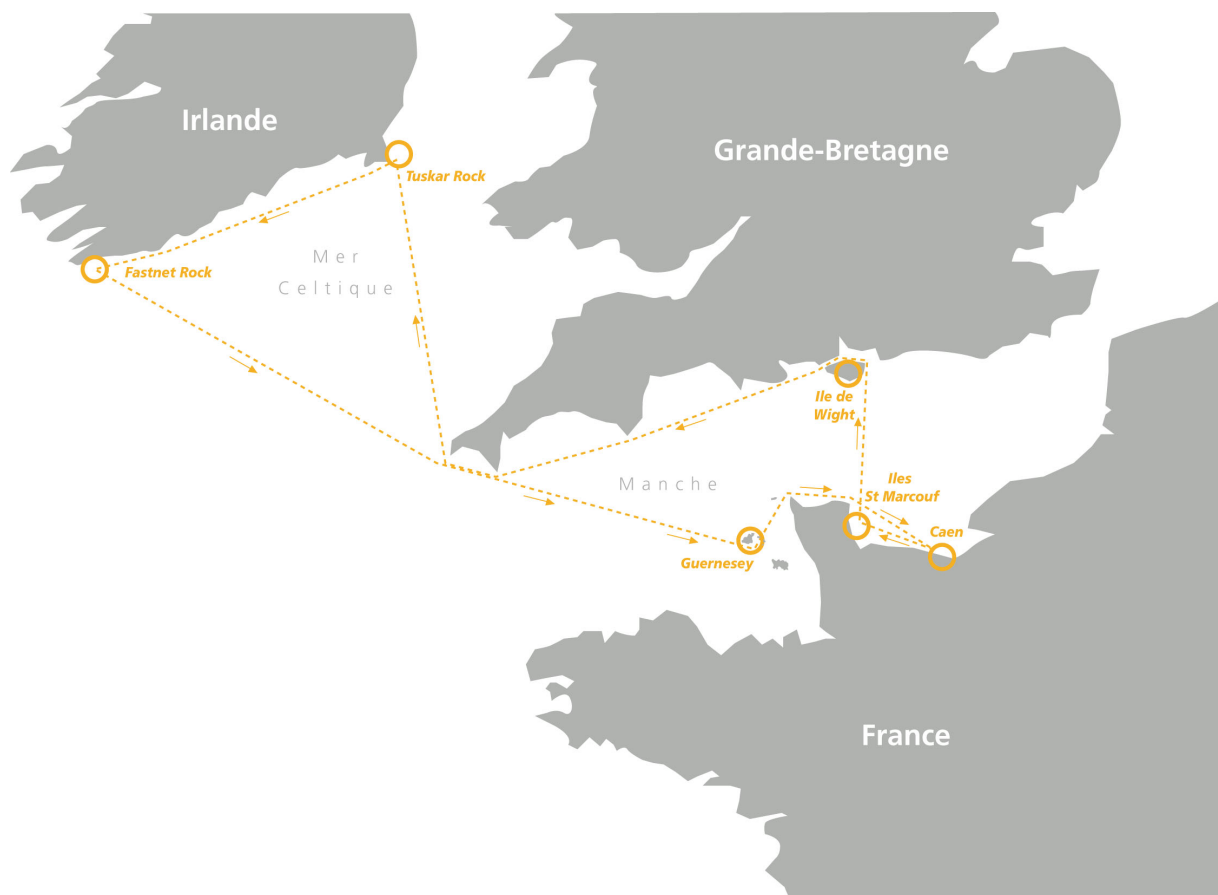 Irlande
Grande-Bretagne
Tuskar Rock
Fastnet Rock
Mer
Celtique
Ile de
Wight
Manche
Iles
St Marcouf
Caen
Guernesey
France